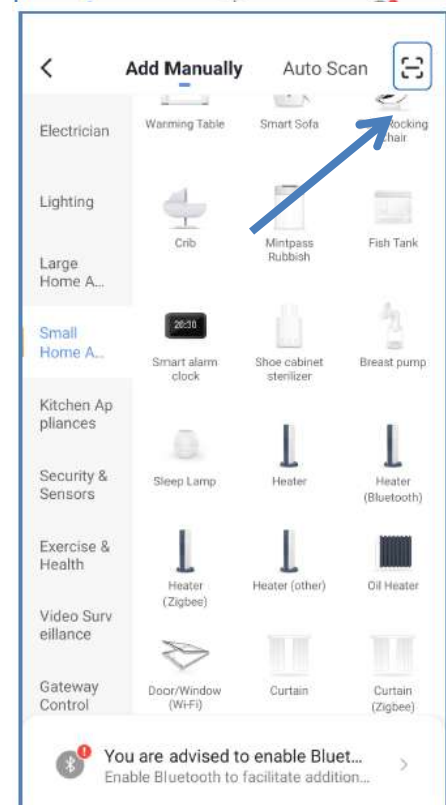 Add Manually Auto Scan
Electrician
Warming Table
Smart Sofa
Rocking
Chair
Lighting
Crib
Mintpass
Rubbish
Fish Tank
Large
Home A...
Small
Home A...
20:30
Smart alarm
clock
Shoe cabinet
sterilizer
Breast pump
Kitchen Ap
pliances
Security &
Sensors
Sleep Lamp
Heater
Heater
(Bluetooth)
Exercise &
Health
Heater
(Zigbee)
Heater (other)
Oil Heater
Video Surv
eillance
Gateway
Control
Door/Window
(Wi-Fi)
Curtain
Curtain
(Zigbee)
You are advised to enable Bluet...
Enable Bluetooth to facilitate addition...